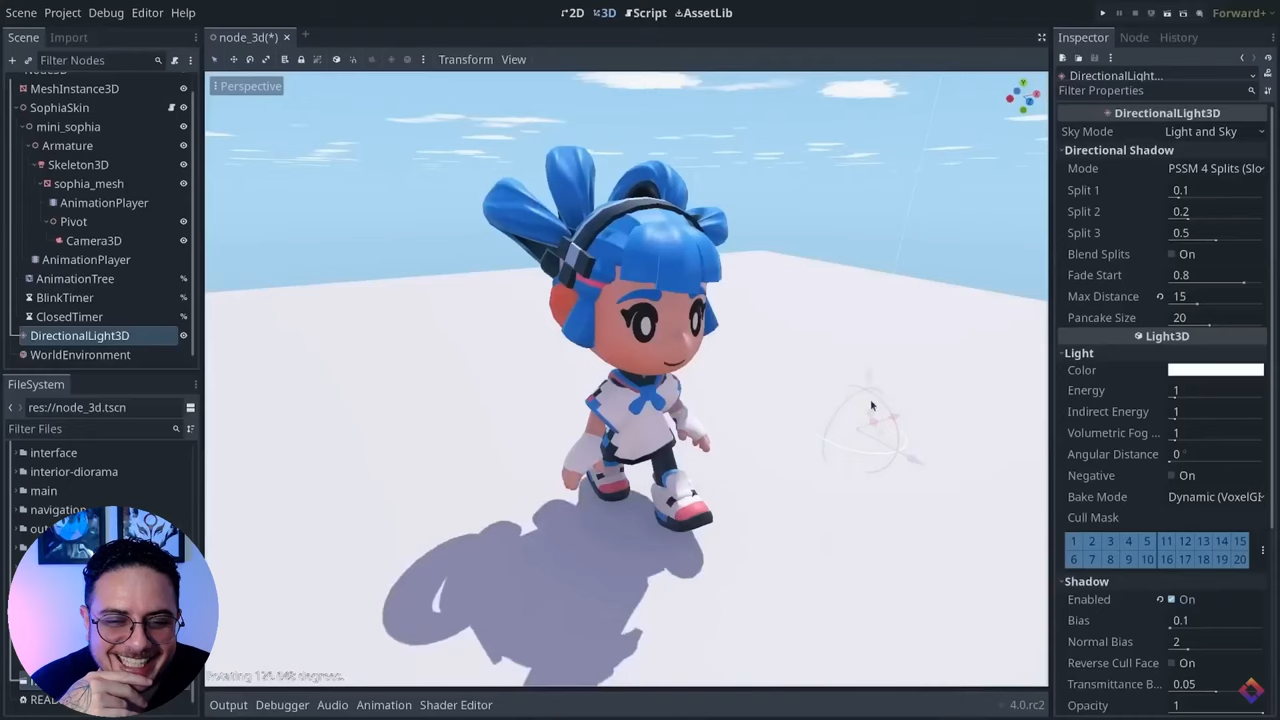 Scene Project Debug Editor Help
2D 3D Script AssetLib
Forward+
Scene Import
Filter Nodes
MeshInstance3D
SophiaSkin
mini_sophia
Armature
Skeleton3D
sophia_mesh
AnimationPlayer
Pivot
Camera3D
AnimationPlayer
AnimationTree
BlinkTimer
ClosedTimer
DirectionalLight3D
WorldEnvironment
FileSystem
res://node_3d.tscn
Filter Files
interface
interior-diorama
main
navigation
node_3d(*)
Transform View
Perspective
Output Debugger Audio Animation Shader Editor
4.0.rc2
Inspector Node History
DirectionalLight...
Filter Properties
DirectionalLight3D
Sky Mode Light and Sky
Directional Shadow
Mode PSSM 4 Splits (Slo
Split 1 0.1
Split 2 0.2
Split 3 0.5
Blend Splits On
Fade Start 0.8
Max Distance 15
Pancake Size 20
Light3D
Light
Color
Energy 1
Indirect Energy 1
Volumetric Fog ... 1
Angular Distance 0 °
Negative On
Bake Mode Dynamic (VoxelGI
Cull Mask
1 2 3 4 5 11 12 13 14 15
6 7 8 9 10 16 17 18 19 20
Shadow
Enabled On
Bias 0.1
Normal Bias 2
Reverse Cull Face On
Transmittance B... 0.05
Opacity 1